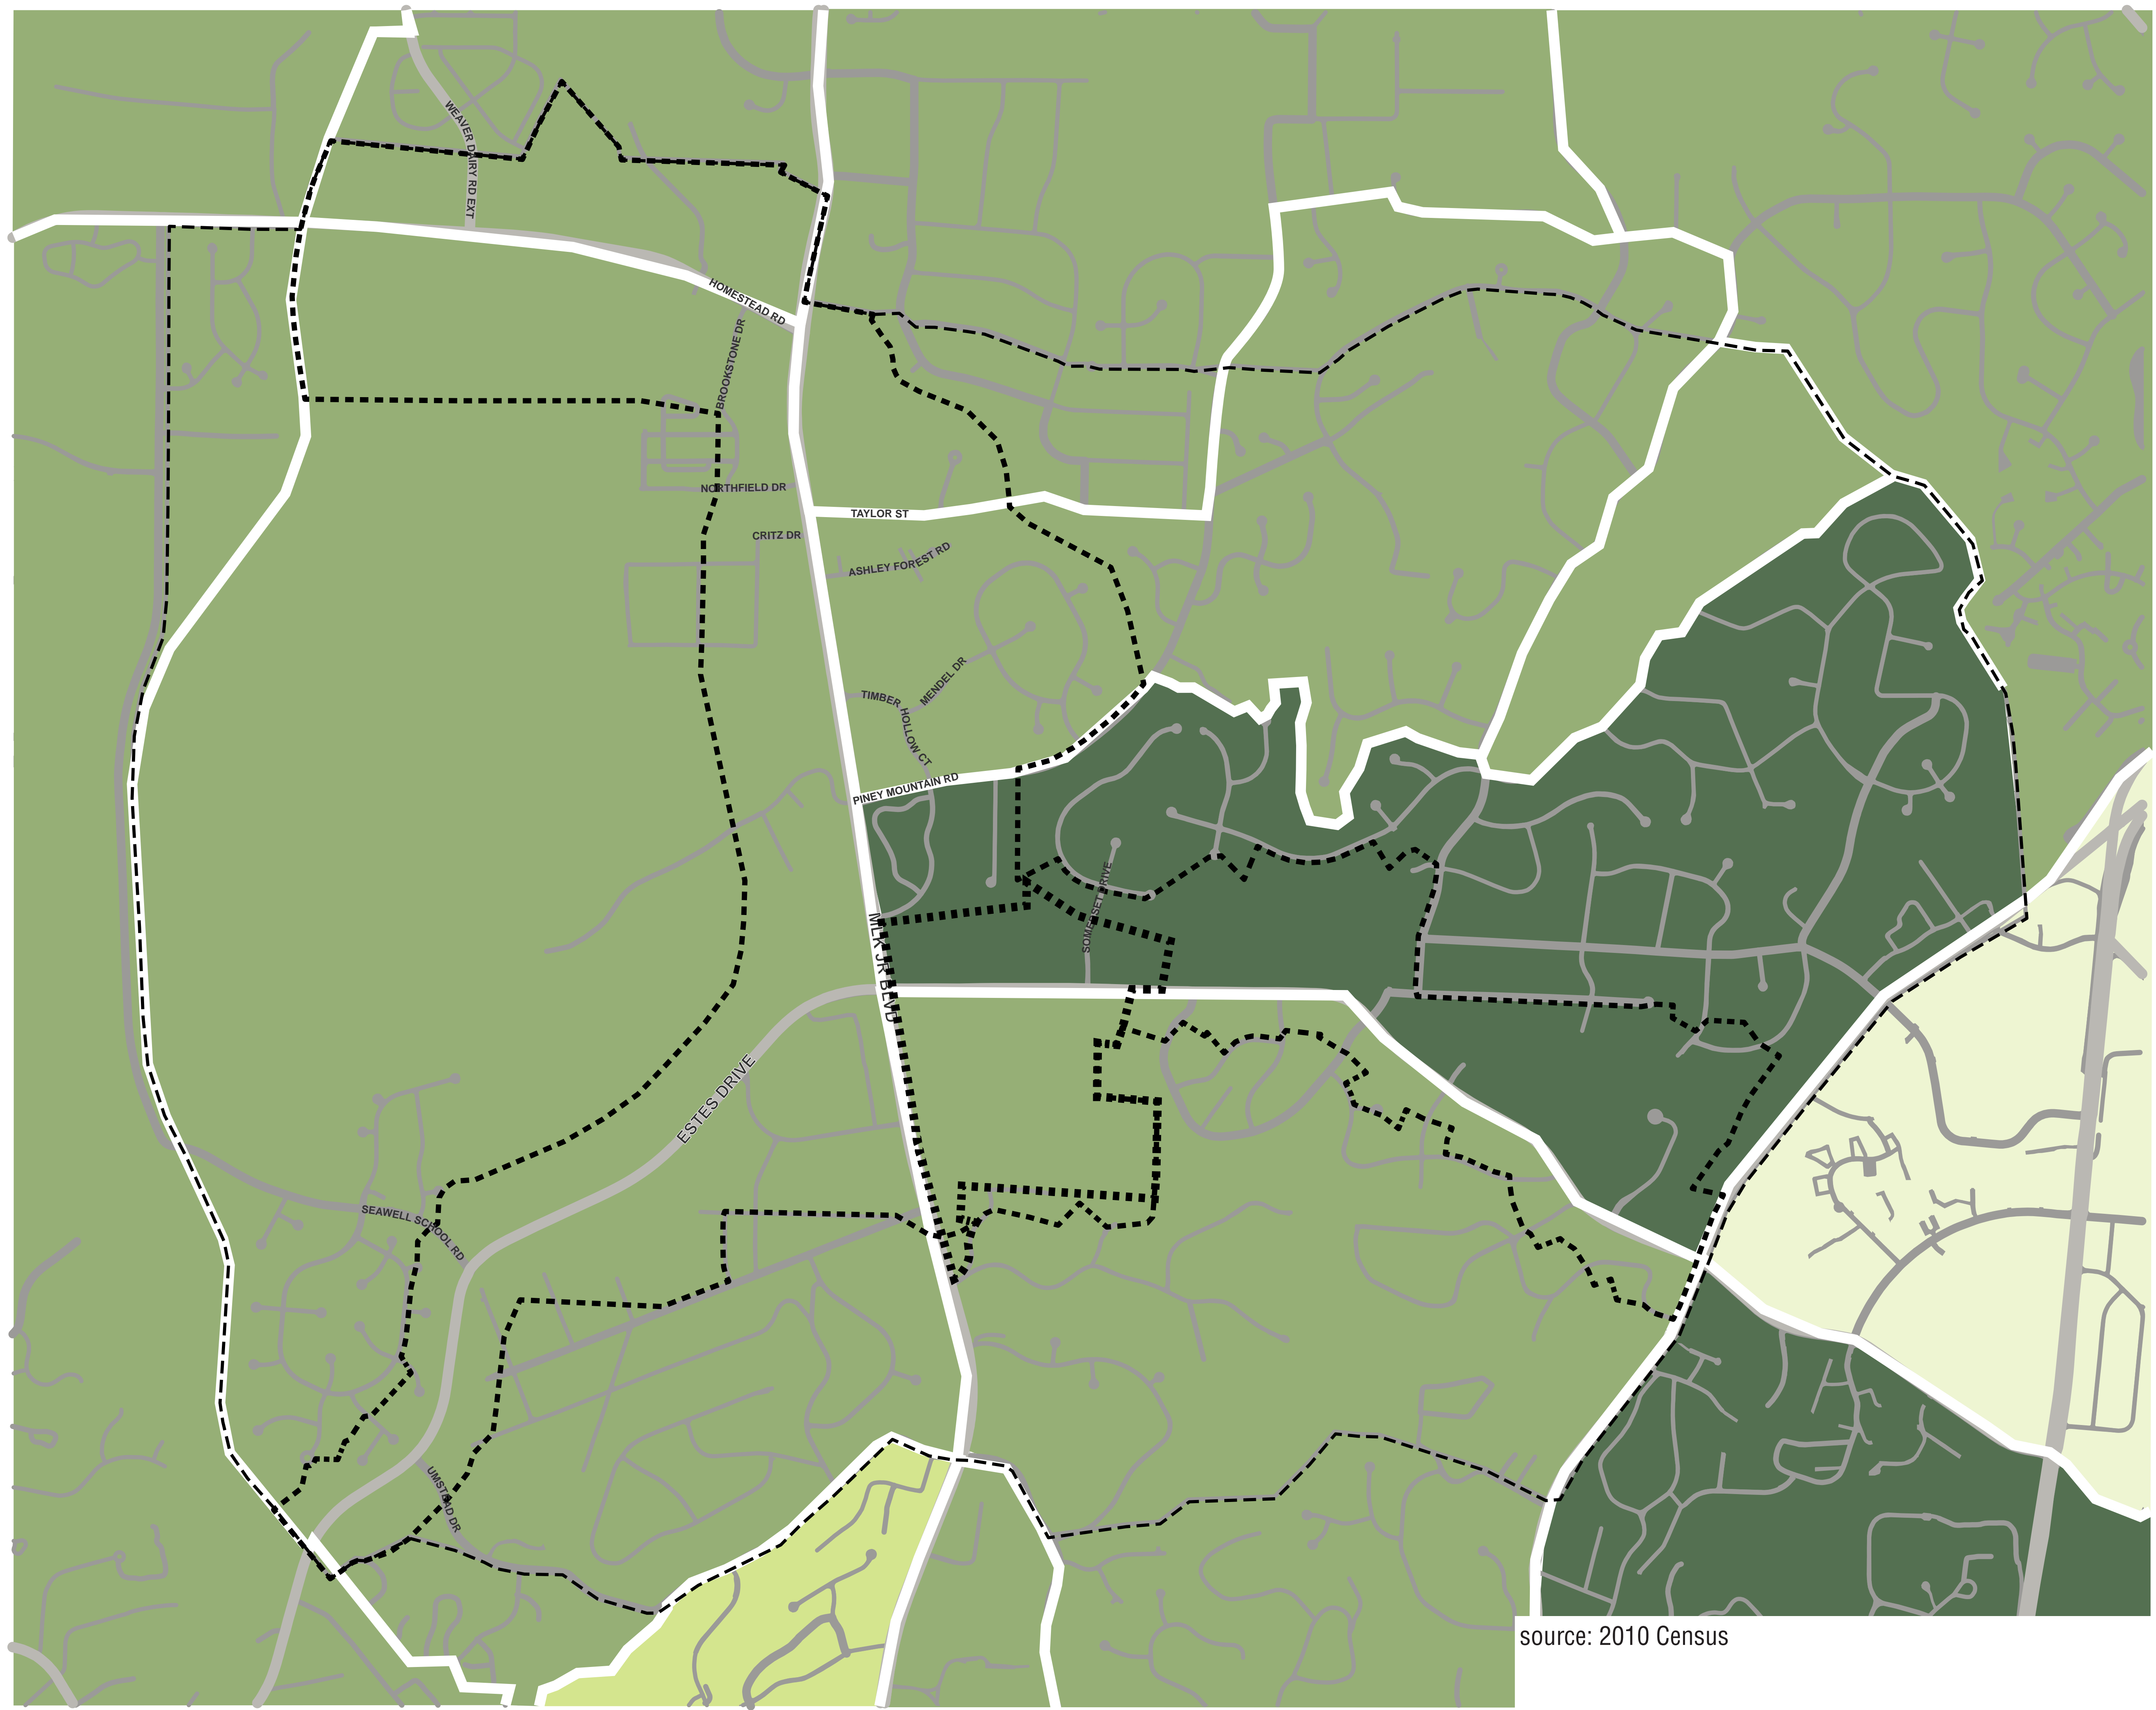 WEAVER DAIRY RD EXT
HOMESTEAD RD
BROOKSTONE DR
NORTHFIELD DR
TAYLOR ST
CRITZ DR
ASHLEY FOREST RD
TIMBER
HOLLOW CT
MENDEL DR
PINEY MOUNTAIN RD
SOMERSET DRIVE
MLK JR BLVD
ESTES DRIVE
SEAWELL SCHOOL RD
UMSTEAD DR
source: 2010 Census